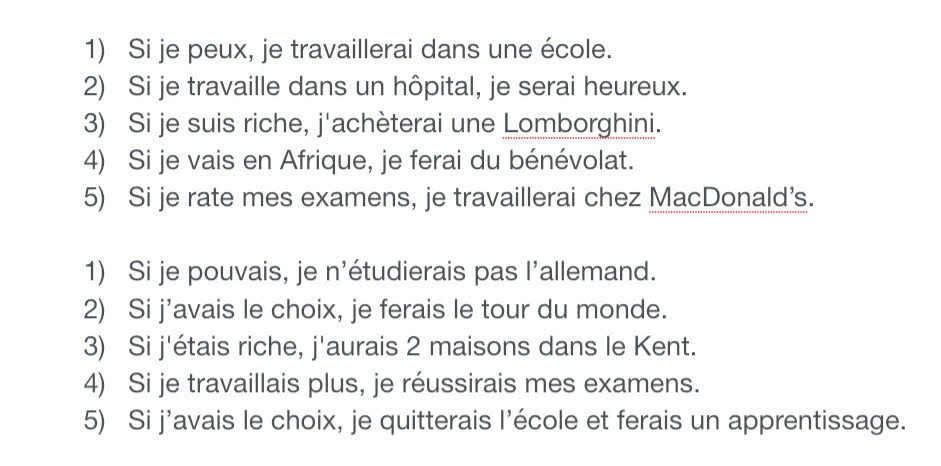 1) Si je peux, je travaillerai dans une école.
2) Si je travaille dans un hôpital, je serai heureux.
3) Si je suis riche, j'achèterai une Lomborghini.
4) Si je vais en Afrique, je ferai du bénévolat.
5) Si je rate mes examens, je travaillerai chez MacDonald’s.
1) Si je pouvais, je n’étudierais pas l’allemand.
2) Si j’avais le choix, je ferais le tour du monde.
3) Si j'étais riche, j'aurais 2 maisons dans le Kent.
4) Si je travaillais plus, je réussirais mes examens.
5) Si j’avais le choix, je quitterais l’école et ferais un apprentissage.